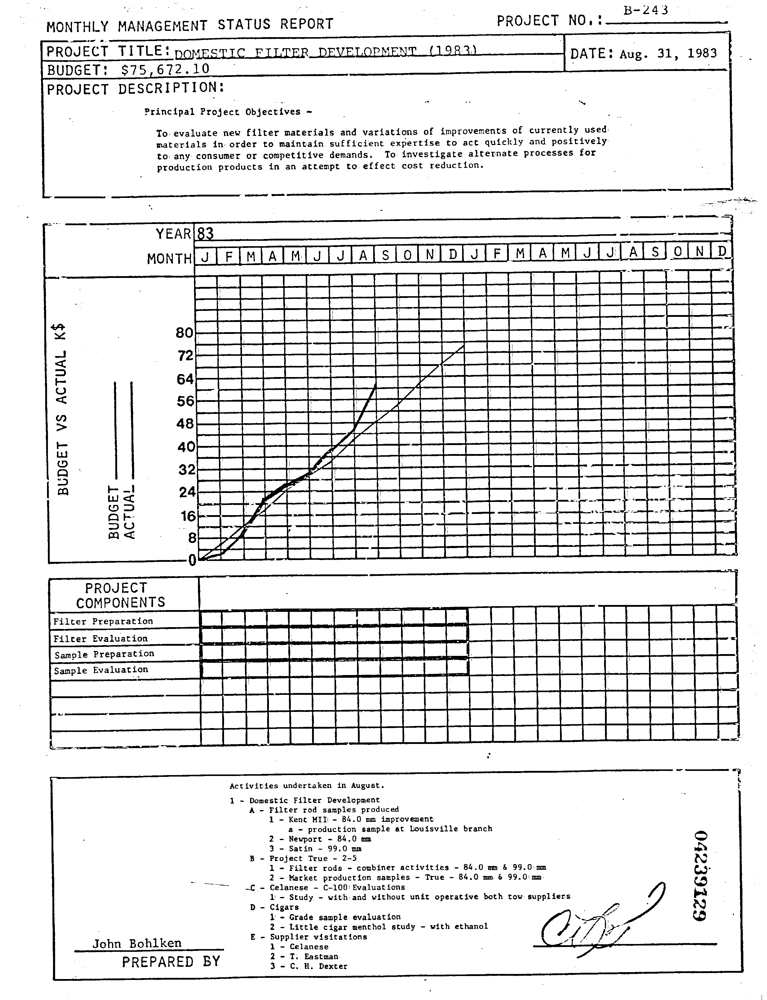 B-243
MONTHLY MANAGEMENT STATUS REPORT PROJECT NO.:
PROJECT TITLE: DOMESTIC FILTER DEVELOPMENT (1983) DATE: Aug. 31, 1983
BUDGET: $75,672.10
PROJECT DESCRIPTION:
Principal Project Objectives -
To evaluate new filter materials and variations of improvements of currently used
materials in order to maintain sufficient expertise to act quickly and positively
to any consumer or competitive demands. To investigate alternate processes for
production products in an attempt to effect cost reduction.
YEAR 83
MONTH J F M A M J J A S O N D J F M A M J J A S O N D
BUDGET VS ACTUAL K$
BUDGET
ACTUAL
80
72
64
56
48
40
32
24
16
8
0
PROJECT
COMPONENTS
Filter Preparation
Filter Evaluation
Sample Preparation
Sample Evaluation
Activities undertaken in August.
1 - Domestic Filter Development
A - Filter rod samples produced
1 - Kent MII - 84.0 mm improvement
a - production sample at Louisville branch
2 - Newport - 84.0 mm
3 - Satin - 99.0 mm
B - Project True - 2-5
1 - Filter rods - combiner activities - 84.0 mm & 99.0 mm
2 - Market production samples - True - 84.0 mm & 99.0 mm
C - Celanese - C-100 Evaluations
1 - Study - with and without unit operative both tow suppliers
D - Cigars
1 - Grade sample evaluation
2 - Little cigar menthol study - with ethanol
E - Supplier visitations
1 - Celanese
2 - T. Eastman
3 - C. H. Dexter
John Bohlken
PREPARED BY
04239129